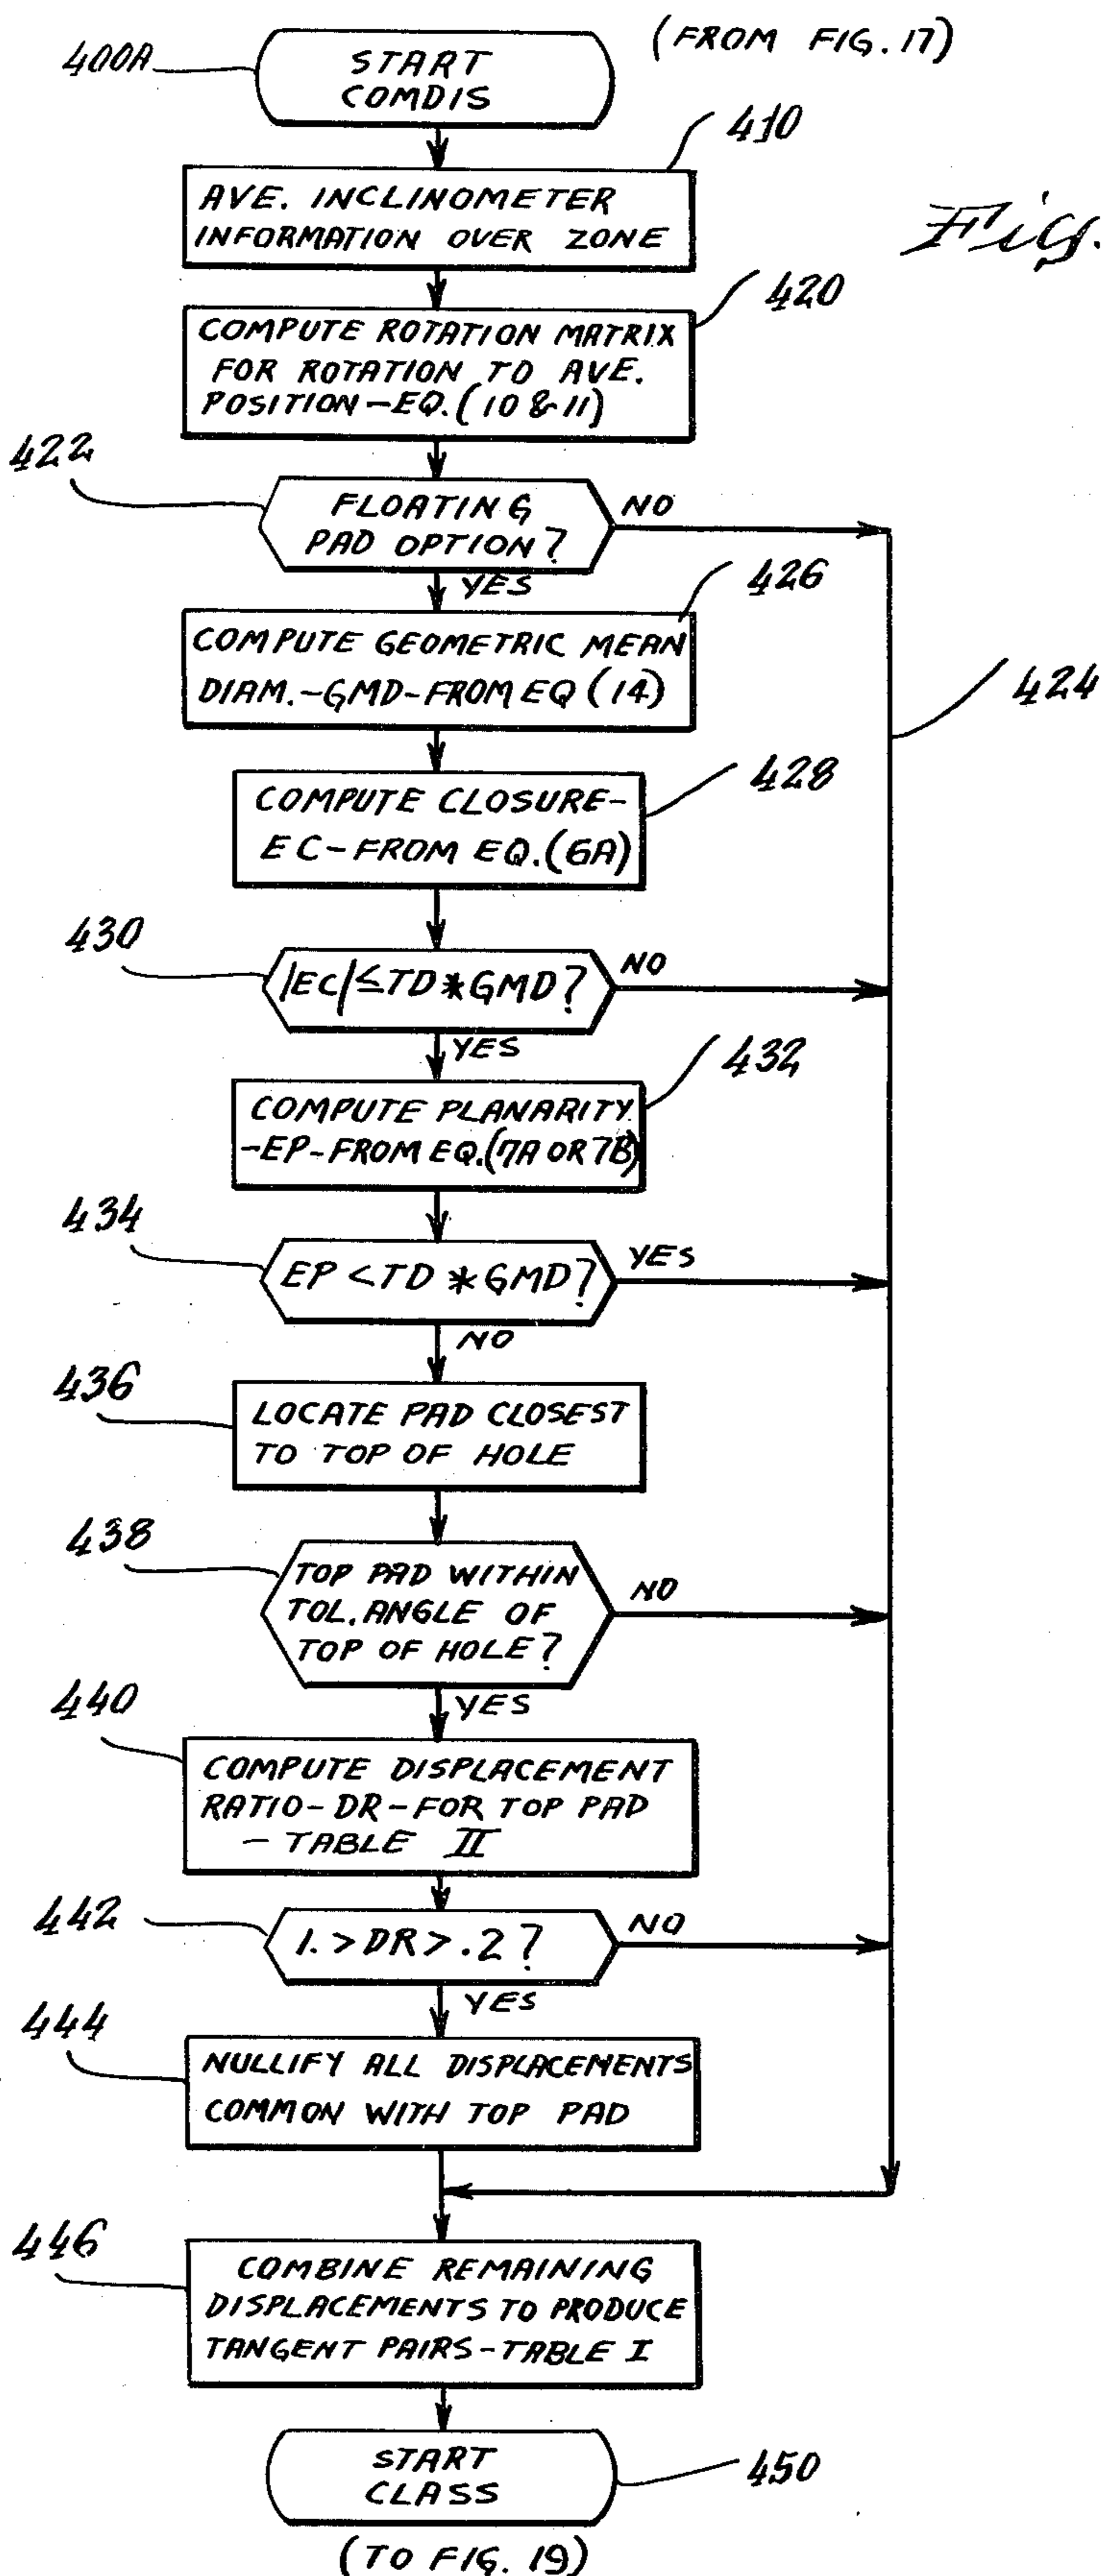 (FROM FIG. 17)
400A
START
COMDIS
410
AVE. INCLINOMETER
INFORMATION OVER ZONE
Fig.
420
COMPUTE ROTATION MATRIX
FOR ROTATION TO AVE.
POSITION-EQ. (10 & 11)
422
FLOATING
PAD OPTION?
NO
YES
426
COMPUTE GEOMETRIC MEAN
DIAM.-GMD-FROM EQ (14)
424
428
COMPUTE CLOSURE-
EC-FROM EQ. (6A)
430
|EC|≤TD*GMD?
NO
YES
432
COMPUTE PLANARITY
-EP-FROM EQ. (7A OR 7B)
434
EP<TD*GMD?
YES
NO
436
LOCATE PAD CLOSEST
TO TOP OF HOLE
438
TOP PAD WITHIN
TOL. ANGLE OF
TOP OF HOLE?
NO
YES
440
COMPUTE DISPLACEMENT
RATIO-DR-FOR TOP PAD
- TABLE II
442
1.>DR>.2?
NO
YES
444
NULLIFY ALL DISPLACEMENTS
COMMON WITH TOP PAD
446
COMBINE REMAINING
DISPLACEMENTS TO PRODUCE
TANGENT PAIRS-TABLE I
START
CLASS
450
(TO FIG. 19)